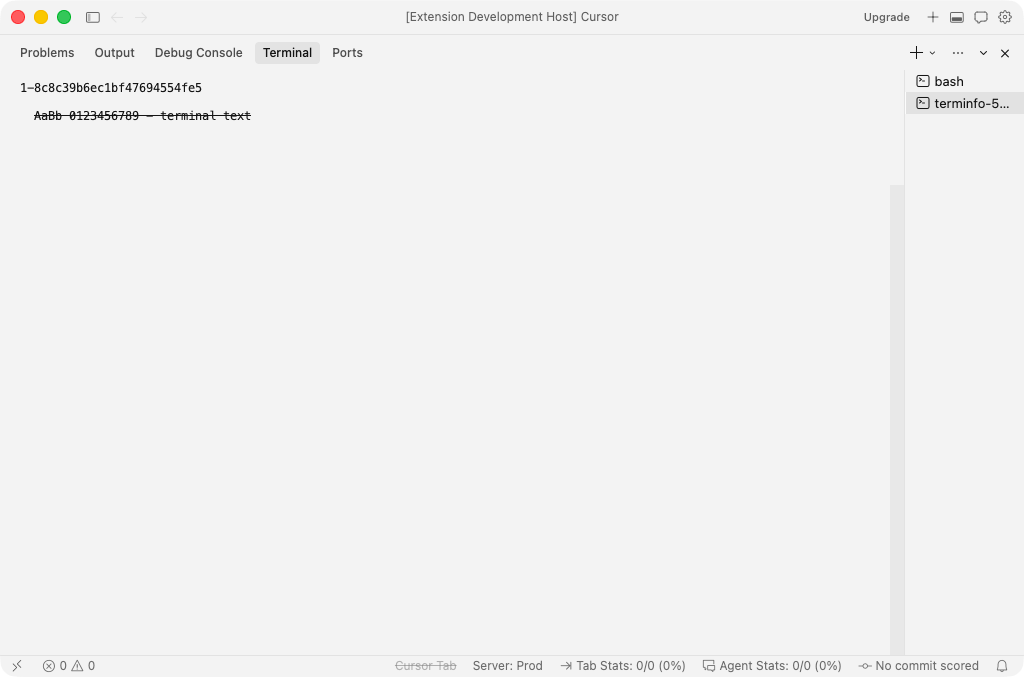 [Extension Development Host] Cursor
Upgrade
Problems Output Debug Console Terminal Ports
1-8c8c39b6ec1bf47694554fe5
AaBb 0123456789 — terminal text
bash
terminfo-5...
0 0 Cursor Tab Server: Prod Tab Stats: 0/0 (0%) Agent Stats: 0/0 (0%) No commit scored